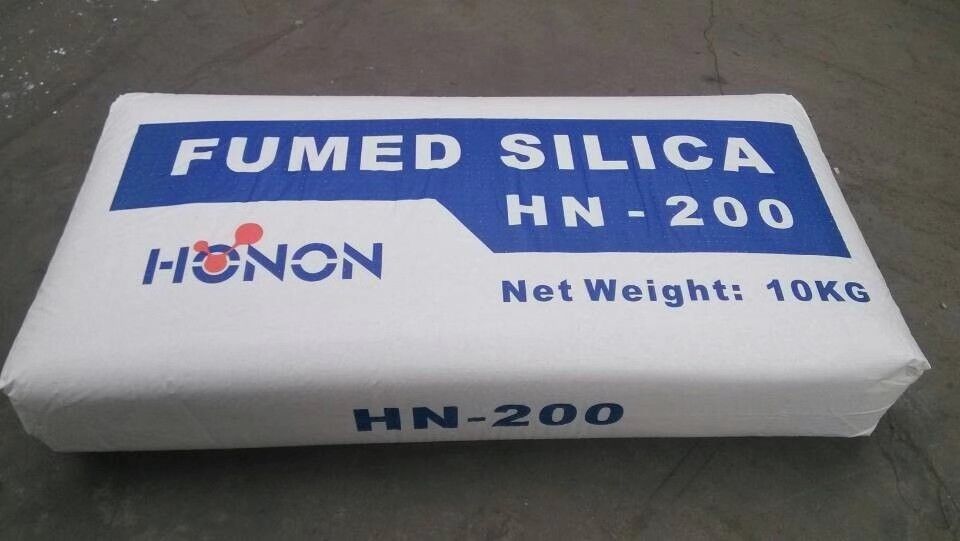 FUMED SILICA
HN - 200
HONON
Net Weight: 10KG
HN-200